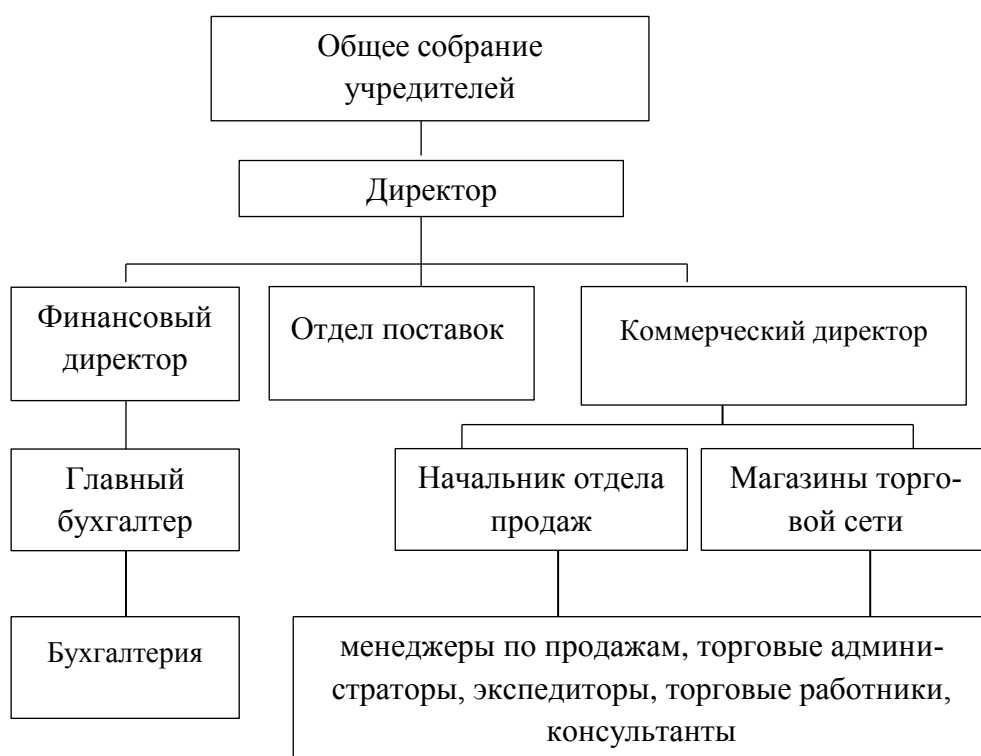 Общее собрание
учредителей
Директор
Финансовый
директор
Отдел поставок
Коммерческий директор
Главный
бухгалтер
Начальник отдела
продаж
Магазины торго-
вой сети
Бухгалтерия
менеджеры по продажам, торговые админи-
страторы, экспедиторы, торговые работники,
консультанты